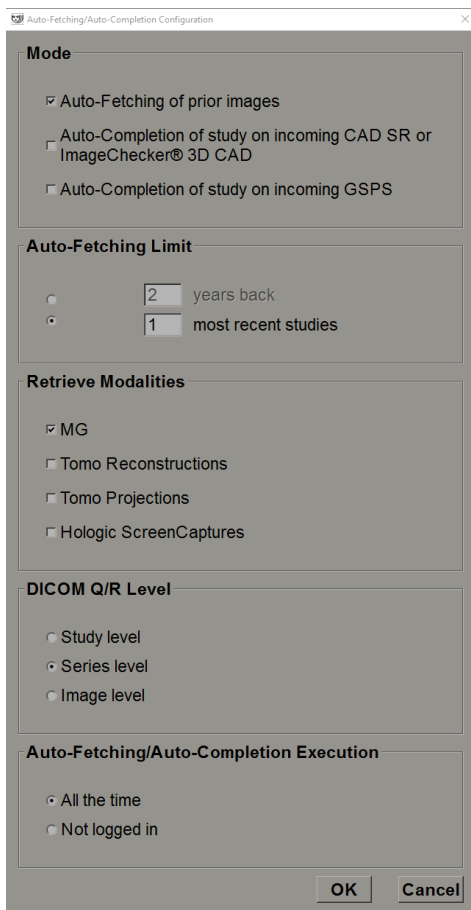 Auto-Fetching/Auto-Completion Configuration
Mode
Auto-Fetching of prior images
Auto-Completion of study on incoming CAD SR or
ImageChecker® 3D CAD
Auto-Completion of study on incoming GSPS
Auto-Fetching Limit
2 years back
1 most recent studies
Retrieve Modalities
MG
Tomo Reconstructions
Tomo Projections
Hologic ScreenCaptures
DICOM Q/R Level
Study level
Series level
Image level
Auto-Fetching/Auto-Completion Execution
All the time
Not logged in
OK Cancel